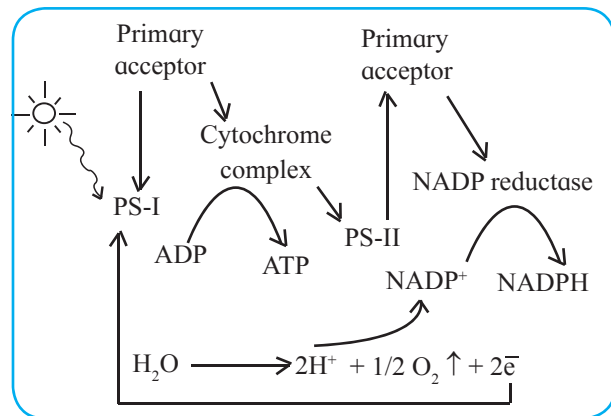 Primary
acceptor
Primary
acceptor
Cytochrome
complex
NADP reductase
PS-I
PS-II
ADP
ATP
NADP⁺
NADPH
H₂O
2H⁺ + 1/2 O₂ ↑ + 2e̅